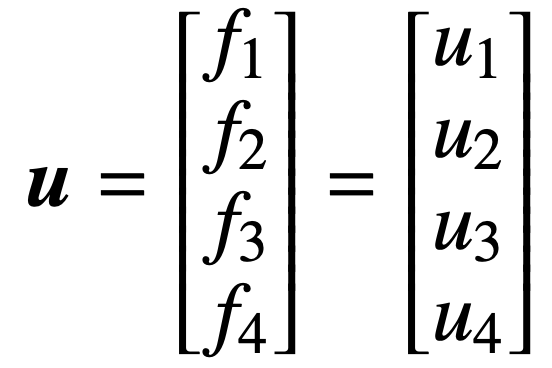 𝒖 = [f₁ f₂ f₃ f₄] = [u₁ u₂ u₃ u₄]